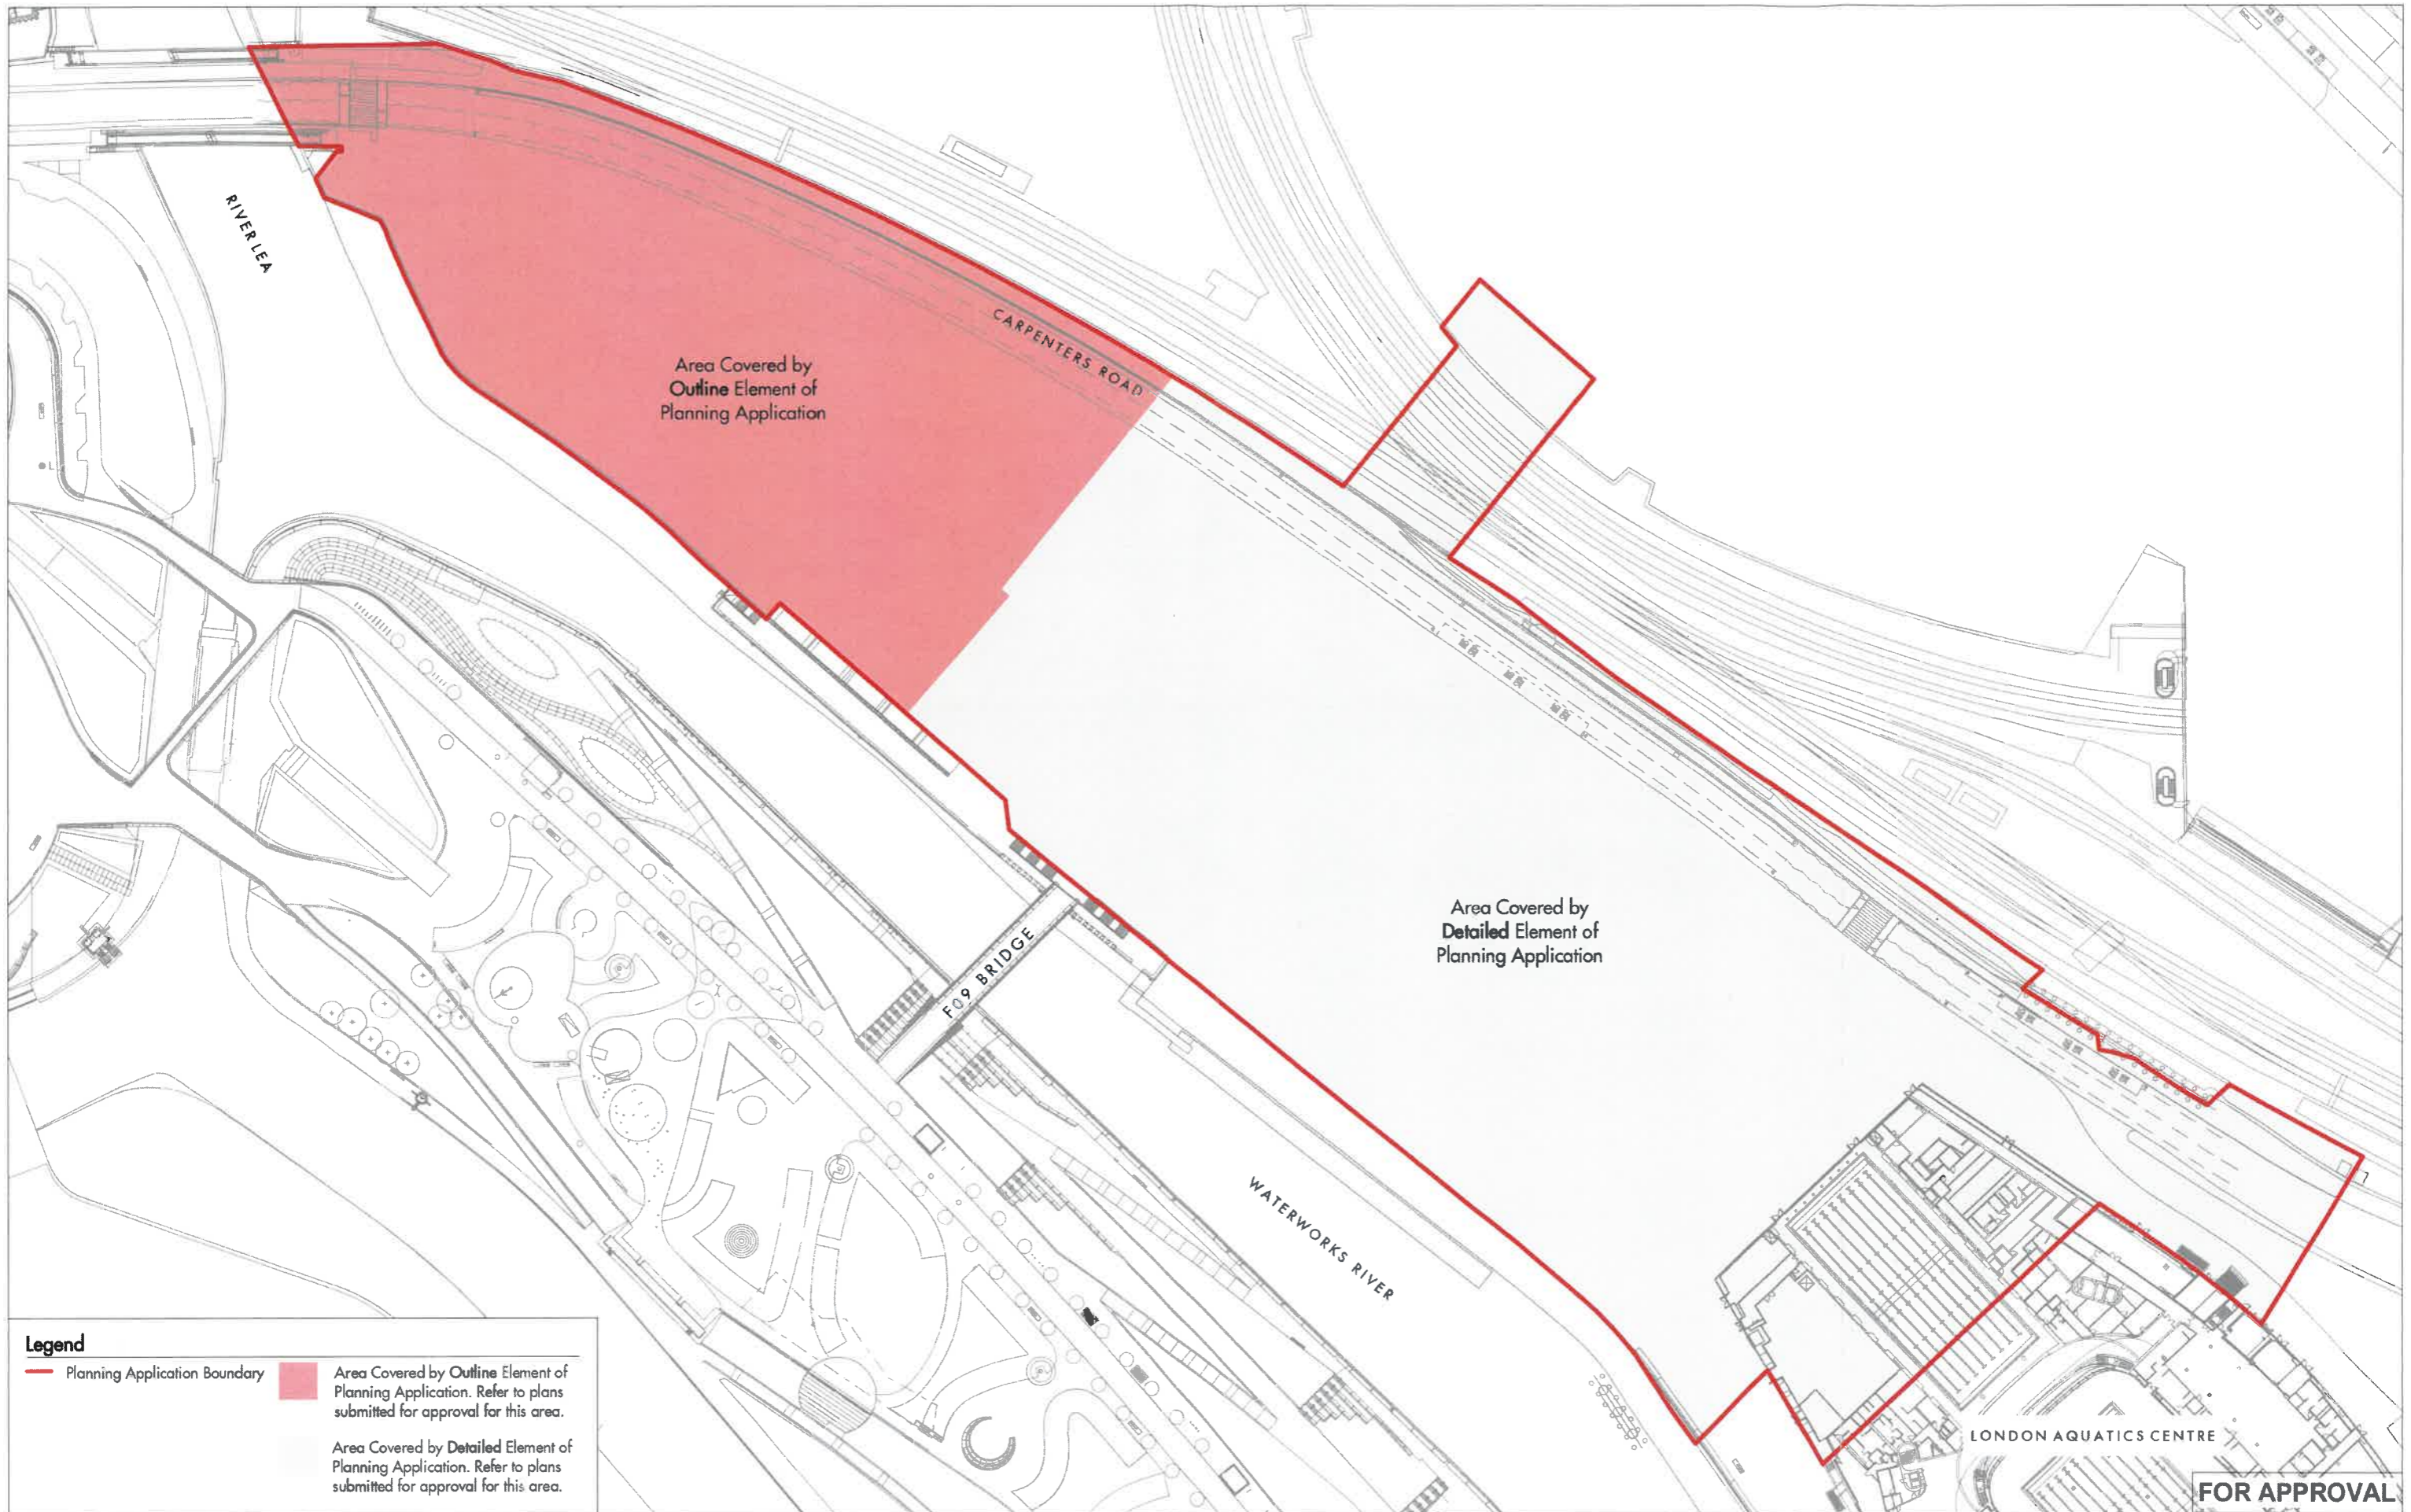 RIVER LEA
CARPENTERS ROAD
Area Covered by
Outline Element of
Planning Application
Area Covered by
Detailed Element of
Planning Application
F09 BRIDGE
WATERWORKS RIVER
LONDON AQUATICS CENTRE
Legend
Planning Application Boundary
Area Covered by Outline Element of
Planning Application. Refer to plans
submitted for approval for this area.
Area Covered by Detailed Element of
Planning Application. Refer to plans
submitted for approval for this area.
FOR APPROVAL